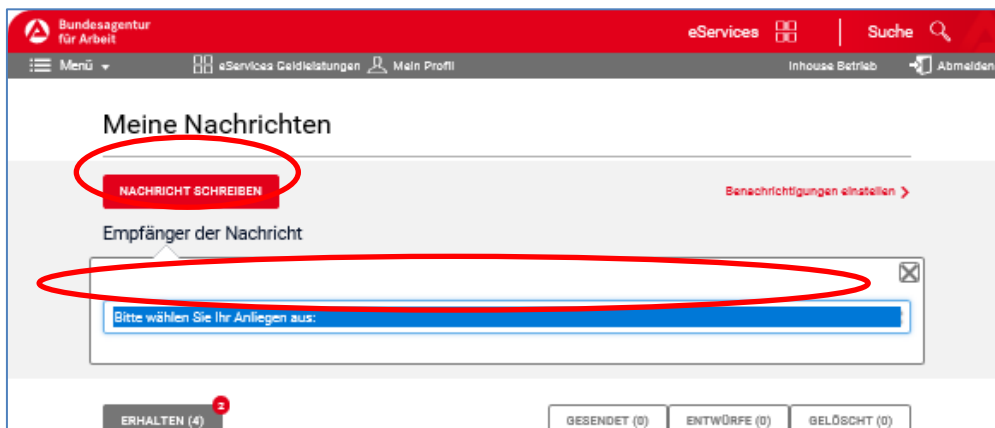 Bundesagentur
für Arbeit
eServices
Suche
Menü
eServices Geldleistungen
Mein Profil
Inhouse Betrieb
Abmelden
Meine Nachrichten
NACHRICHT SCHREIBEN
Benachrichtigungen einstellen
Empfänger der Nachricht
Bitte wählen Sie Ihr Anliegen aus:
2
ERHALTEN (4)
GESENDET (0)
ENTWÜRFE (0)
GELÖSCHT (0)